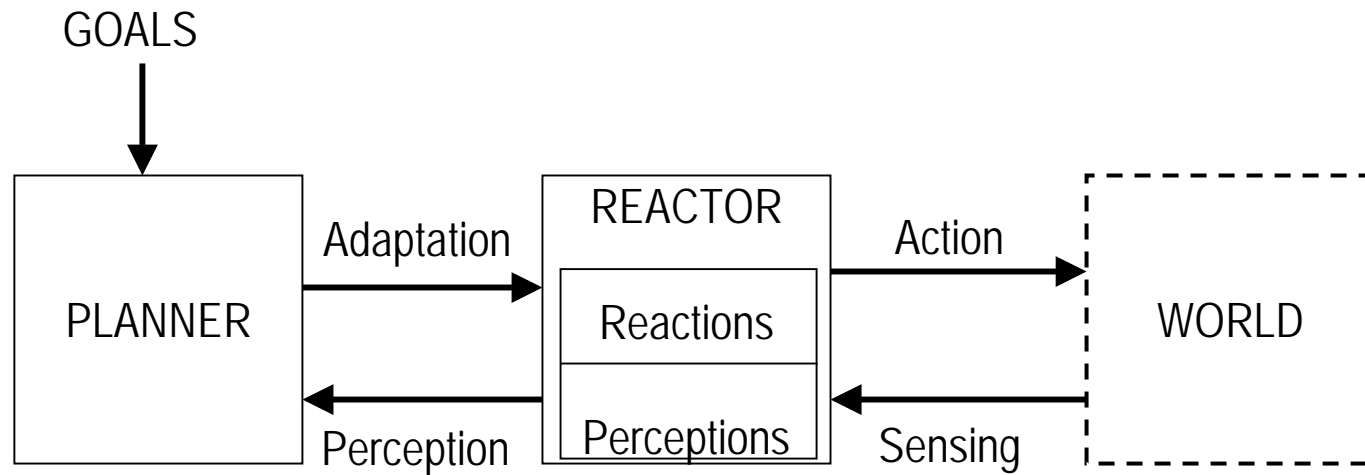 GOALS
PLANNER
Adaptation
Perception
REACTOR
Reactions
Perceptions
Action
Sensing
WORLD